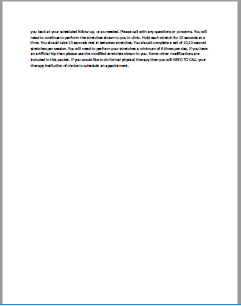 you back at your scheduled follow up, or as needed. Please call with any questions or concerns. You will
need to continue to perform the stretches shown to you in clinic. Hold each stretch for 10 seconds at a
time. You should take 10 seconds rest in between stretches. You should complete a set of 10,10 second
stretches per session. You will need to perform your stretches a minimum of 6 times per day. If you have
an artificial hip then please use the modified stretches shown to you. Some other modifications are
included in this packet. If you would like to do formal physical therapy then you will NEED TO CALL your
therapy institution of choice to schedule an appointment.